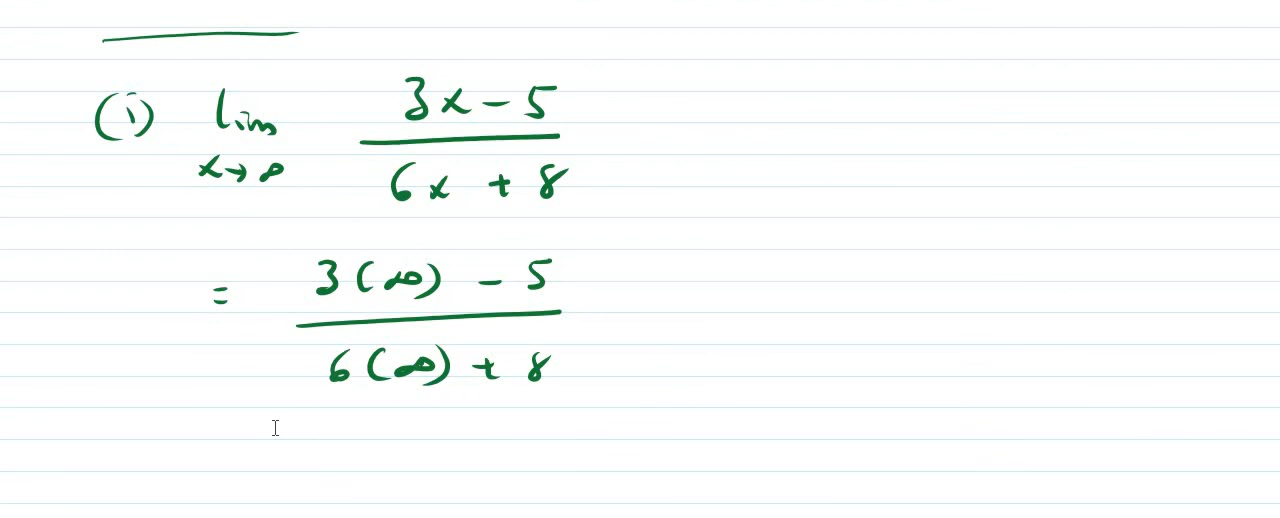 (i) lim x→∞ (3x - 5)/(6x + 8)
= (3(∞) - 5)/(6(∞) + 8)